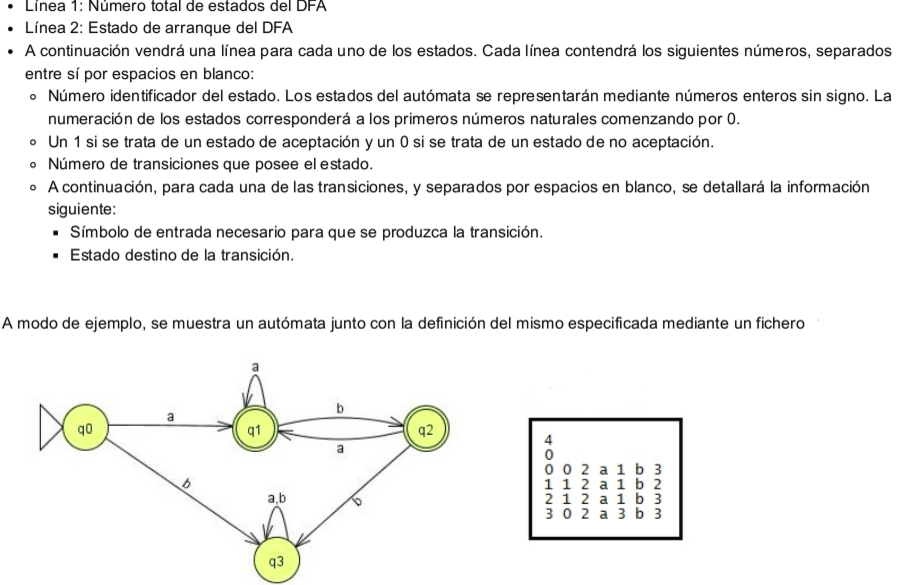 • Línea 1: Número total de estados del DFA
• Línea 2: Estado de arranque del DFA
• A continuación vendrá una línea para cada uno de los estados. Cada línea contendrá los siguientes números, separados
entre sí por espacios en blanco:
◦ Número identificador del estado. Los estados del autómata se representarán mediante números enteros sin signo. La
numeración de los estados corresponderá a los primeros números naturales comenzando por 0.
◦ Un 1 si se trata de un estado de aceptación y un 0 si se trata de un estado de no aceptación.
◦ Número de transiciones que posee el estado.
◦ A continuación, para cada una de las transiciones, y separados por espacios en blanco, se detallará la información
siguiente:
▪ Símbolo de entrada necesario para que se produzca la transición.
▪ Estado destino de la transición.
A modo de ejemplo, se muestra un autómata junto con la definición del mismo especificada mediante un fichero
a
q0
a
q1
b
a
q2
b
a,b
b
q3
4
0
0 0 2 a 1 b 3
1 1 2 a 1 b 2
2 1 2 a 1 b 3
3 0 2 a 3 b 3